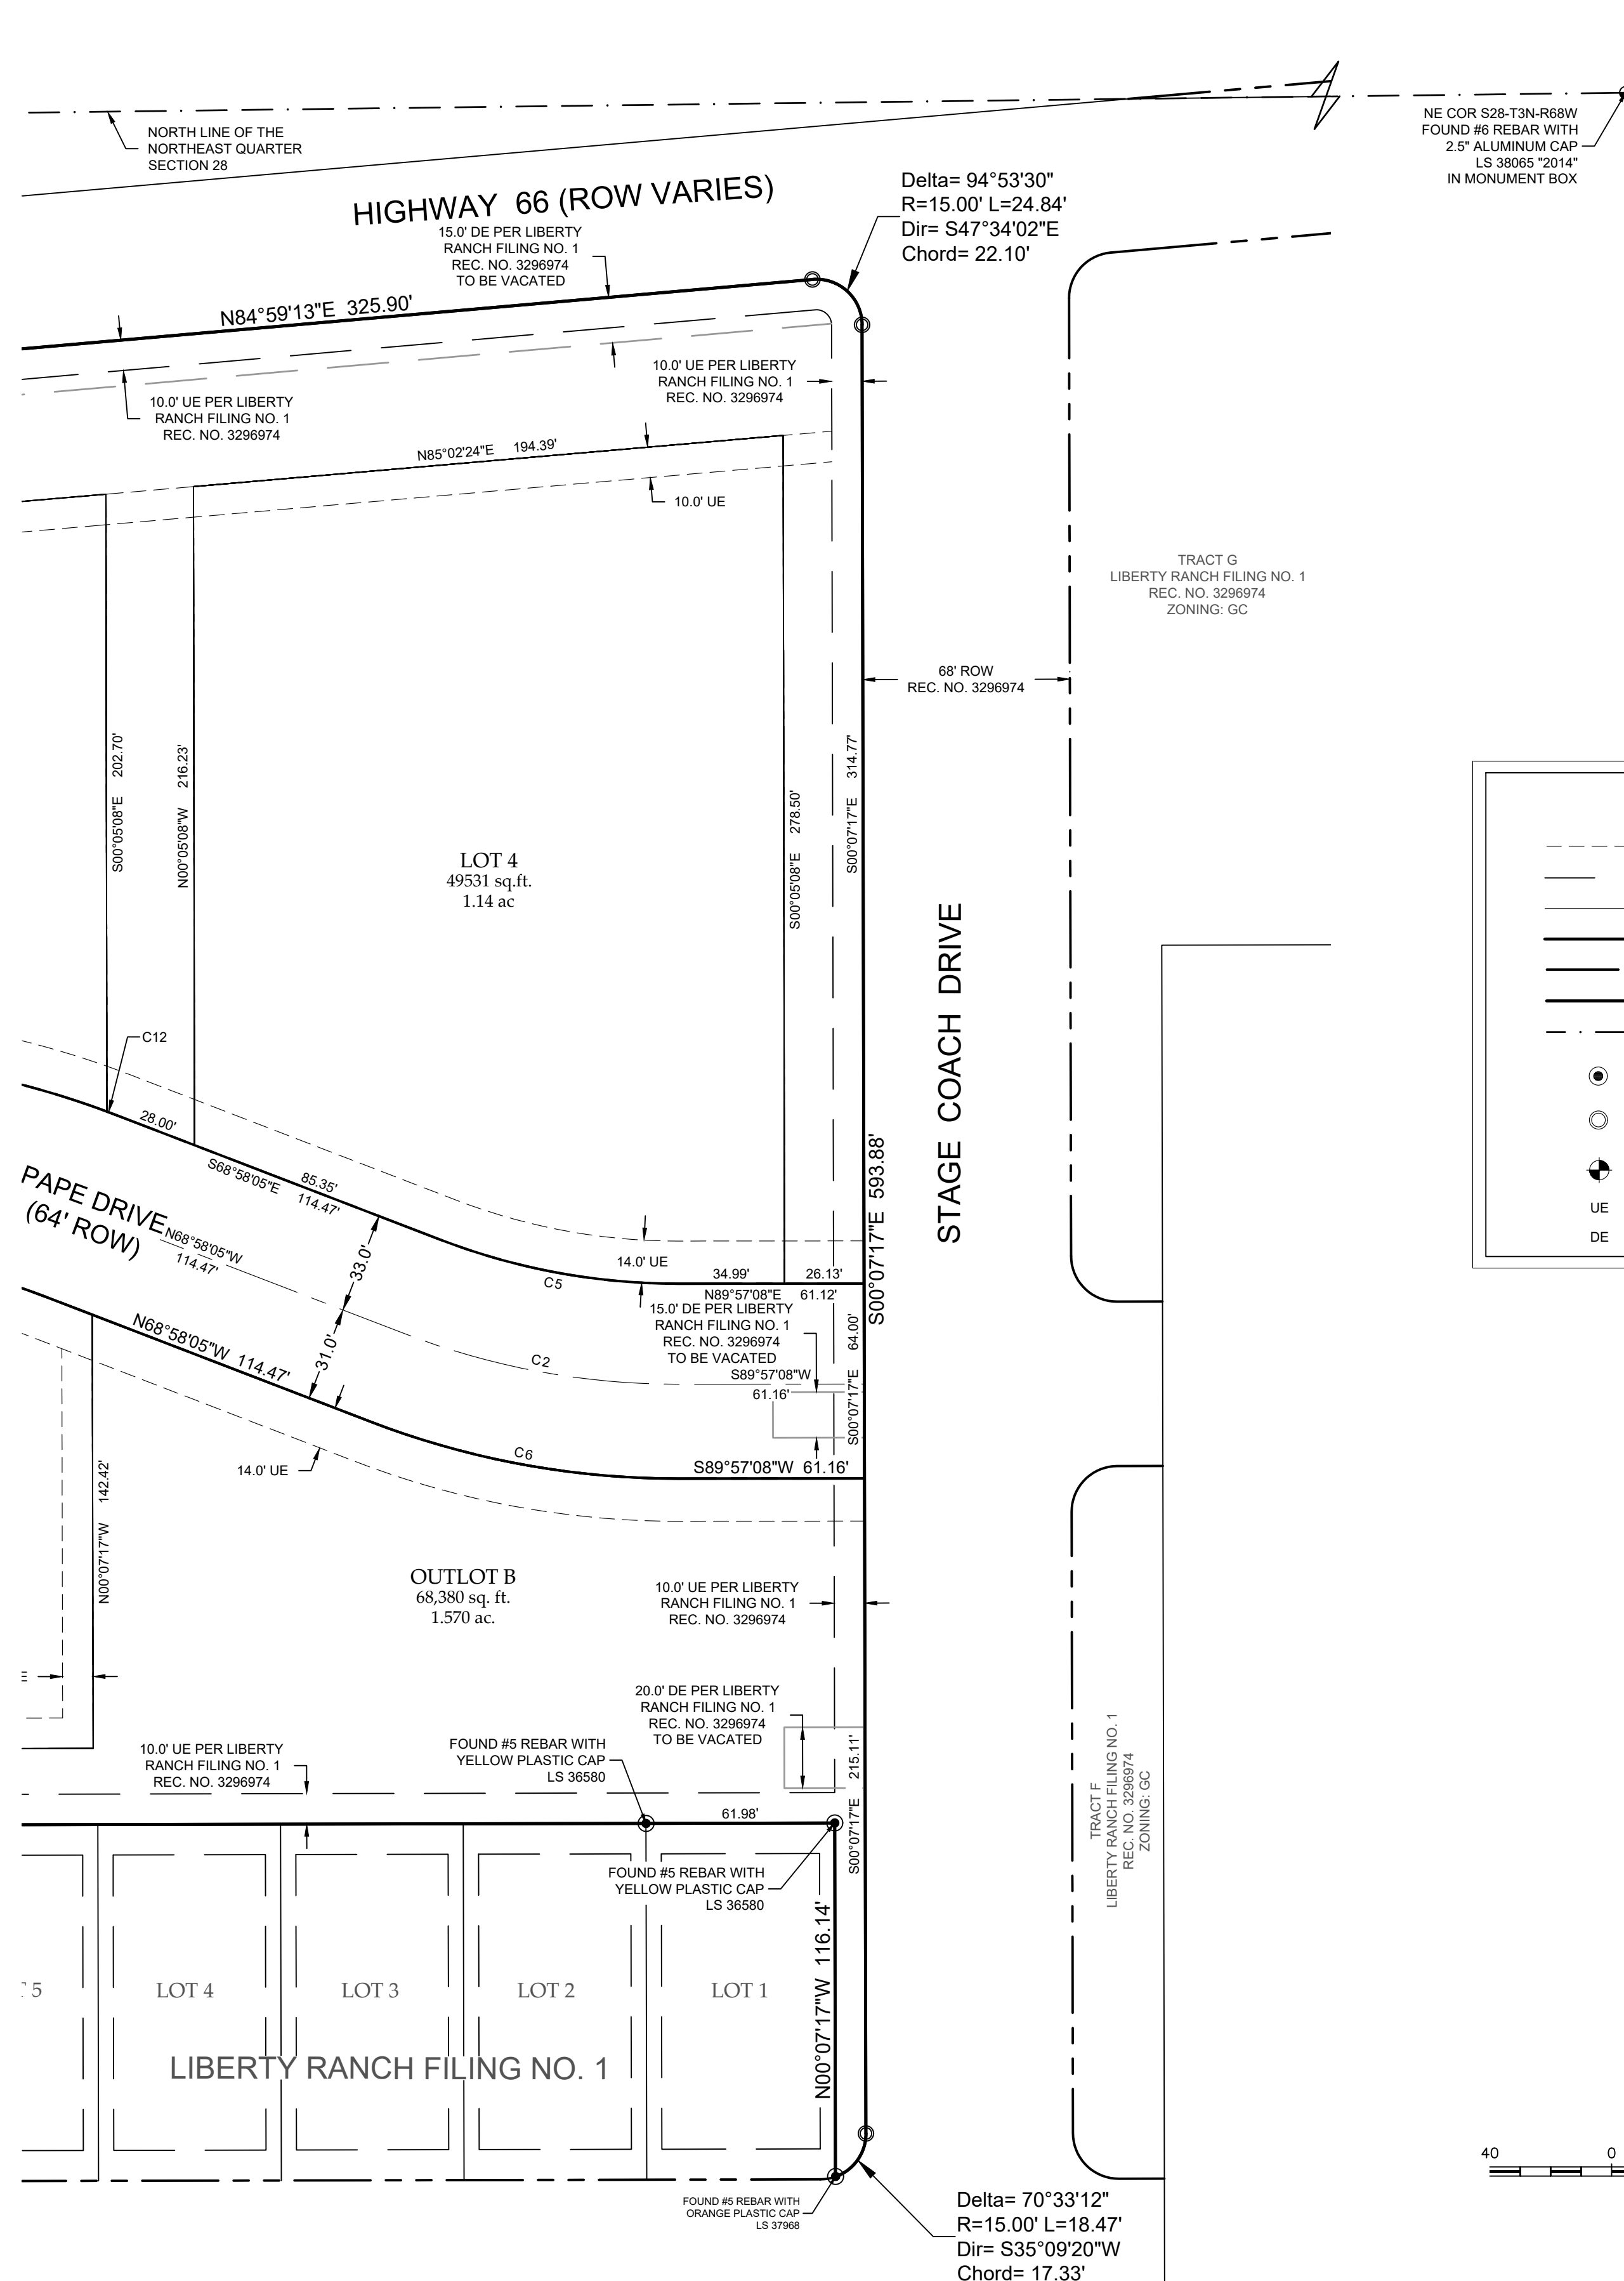 NORTH LINE OF THE
NORTHEAST QUARTER
SECTION 28
NE COR S28-T3N-R68W
FOUND #6 REBAR WITH
2.5" ALUMINUM CAP
LS 38065 "2014"
IN MONUMENT BOX
HIGHWAY 66 (ROW VARIES)
Delta= 94°53'30"
R=15.00' L=24.84'
Dir= S47°34'02"E
Chord= 22.10'
15.0' DE PER LIBERTY
RANCH FILING NO. 1
REC. NO. 3296974
TO BE VACATED
N84°59'13"E 325.90'
10.0' UE PER LIBERTY
RANCH FILING NO. 1
REC. NO. 3296974
10.0' UE PER LIBERTY
RANCH FILING NO. 1
REC. NO. 3296974
N85°02'24"E 194.39'
10.0' UE
TRACT G
LIBERTY RANCH FILING NO. 1
REC. NO. 3296974
ZONING: GC
68' ROW
REC. NO. 3296974
S00°05'08"E 202.70'
N00°05'08"W 216.23'
S00°05'08"E 278.50'
S00°07'17"E 314.77'
LOT 4
49531 sq.ft.
1.14 ac
STAGE COACH DRIVE
C12
28.00'
S68°58'05"E
85.35'
114.47'
PAPE DRIVE
(64' ROW)
N68°58'05"W
114.47'
33.0'
31.0'
C5
14.0' UE
34.99'
26.13'
N89°57'08"E 61.12'
S00°07'17"E 593.88'
UE
DE
15.0' DE PER LIBERTY
RANCH FILING NO. 1
REC. NO. 3296974
TO BE VACATED
S89°57'08"W
61.16'
S00°07'17"E 64.00'
C2
N68°58'05"W 114.47'
C6
S89°57'08"W 61.16'
14.0' UE
N00°07'17"W 142.42'
OUTLOT B
68,380 sq. ft.
1.570 ac.
10.0' UE PER LIBERTY
RANCH FILING NO. 1
REC. NO. 3296974
20.0' DE PER LIBERTY
RANCH FILING NO. 1
REC. NO. 3296974
TO BE VACATED
FOUND #5 REBAR WITH
YELLOW PLASTIC CAP
LS 36580
10.0' UE PER LIBERTY
RANCH FILING NO. 1
REC. NO. 3296974
S00°07'17"E 215.11'
TRACT F
LIBERTY RANCH FILING NO. 1
REC. NO. 3296974
ZONING: GC
61.98'
FOUND #5 REBAR WITH
YELLOW PLASTIC CAP
LS 36580
N00°07'17"W 116.14'
5
LOT 4
LOT 3
LOT 2
LOT 1
LIBERTY RANCH FILING NO. 1
40
0
FOUND #5 REBAR WITH
ORANGE PLASTIC CAP
LS 37968
Delta= 70°33'12"
R=15.00' L=18.47'
Dir= S35°09'20"W
Chord= 17.33'